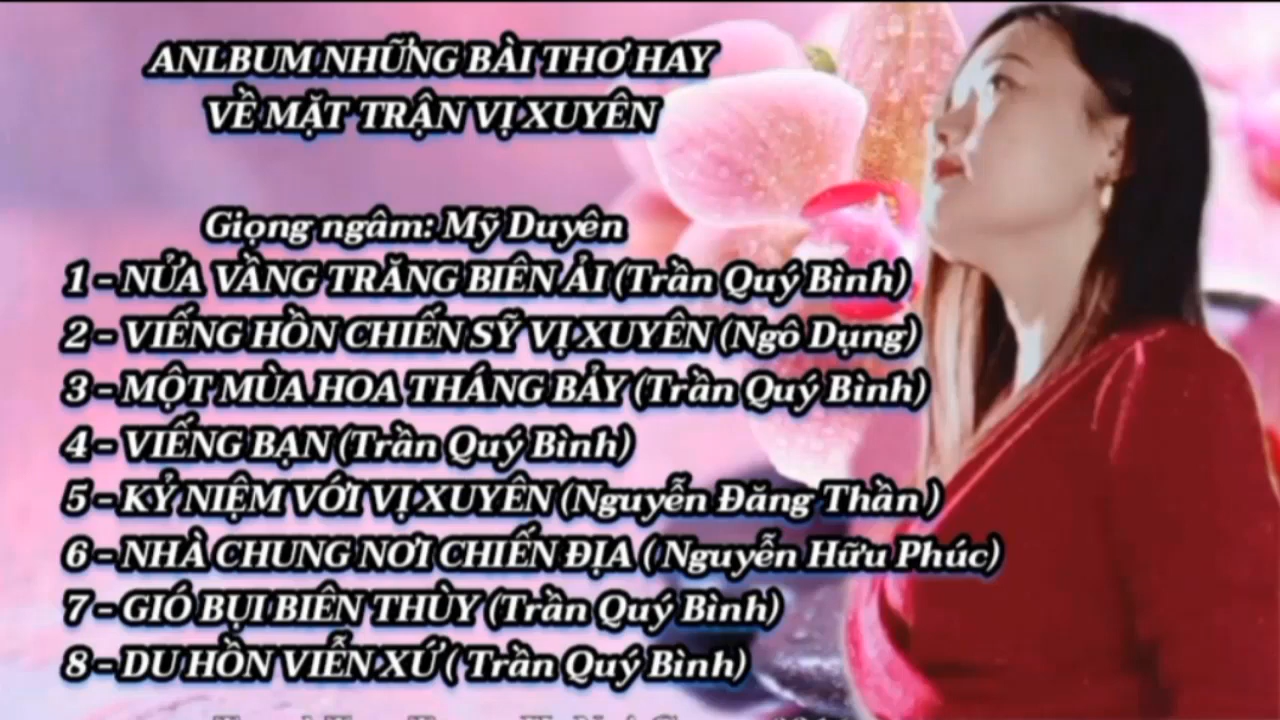 ANLBUM NHỮNG BÀI THƠ HAY
VỀ MẶT TRẬN VỊ XUYÊN
Giọng ngâm: Mỹ Duyên
1 - NỬA VẦNG TRĂNG BIÊN ẢI (Trần Quý Bình)
2 - VIẾNG HỒN CHIẾN SỸ VỊ XUYÊN (Ngô Dụng)
3 - MỘT MÙA HOA THÁNG BẢY (Trần Quý Bình)
4 - VIẾNG BẠN (Trần Quý Bình)
5 - KỶ NIỆM VỚI VỊ XUYÊN (Nguyễn Đăng Thần )
6 - NHÀ CHUNG NƠI CHIẾN ĐỊA ( Nguyễn Hữu Phúc)
7 - GIÓ BỤI BIÊN THÙY (Trần Quý Bình)
8 - DU HỒN VIỄN XỨ ( Trần Quý Bình)